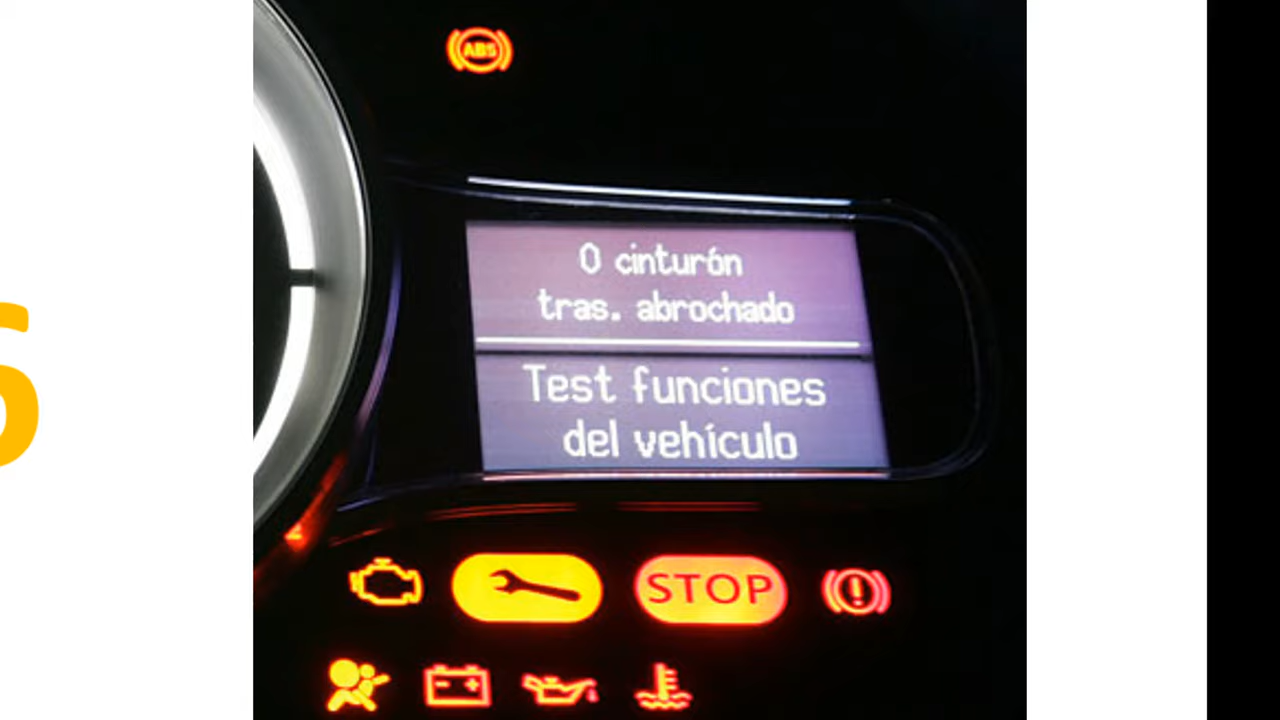 ABS
0 cinturón
tras. abrochado
Test funciones
del vehículo
STOP